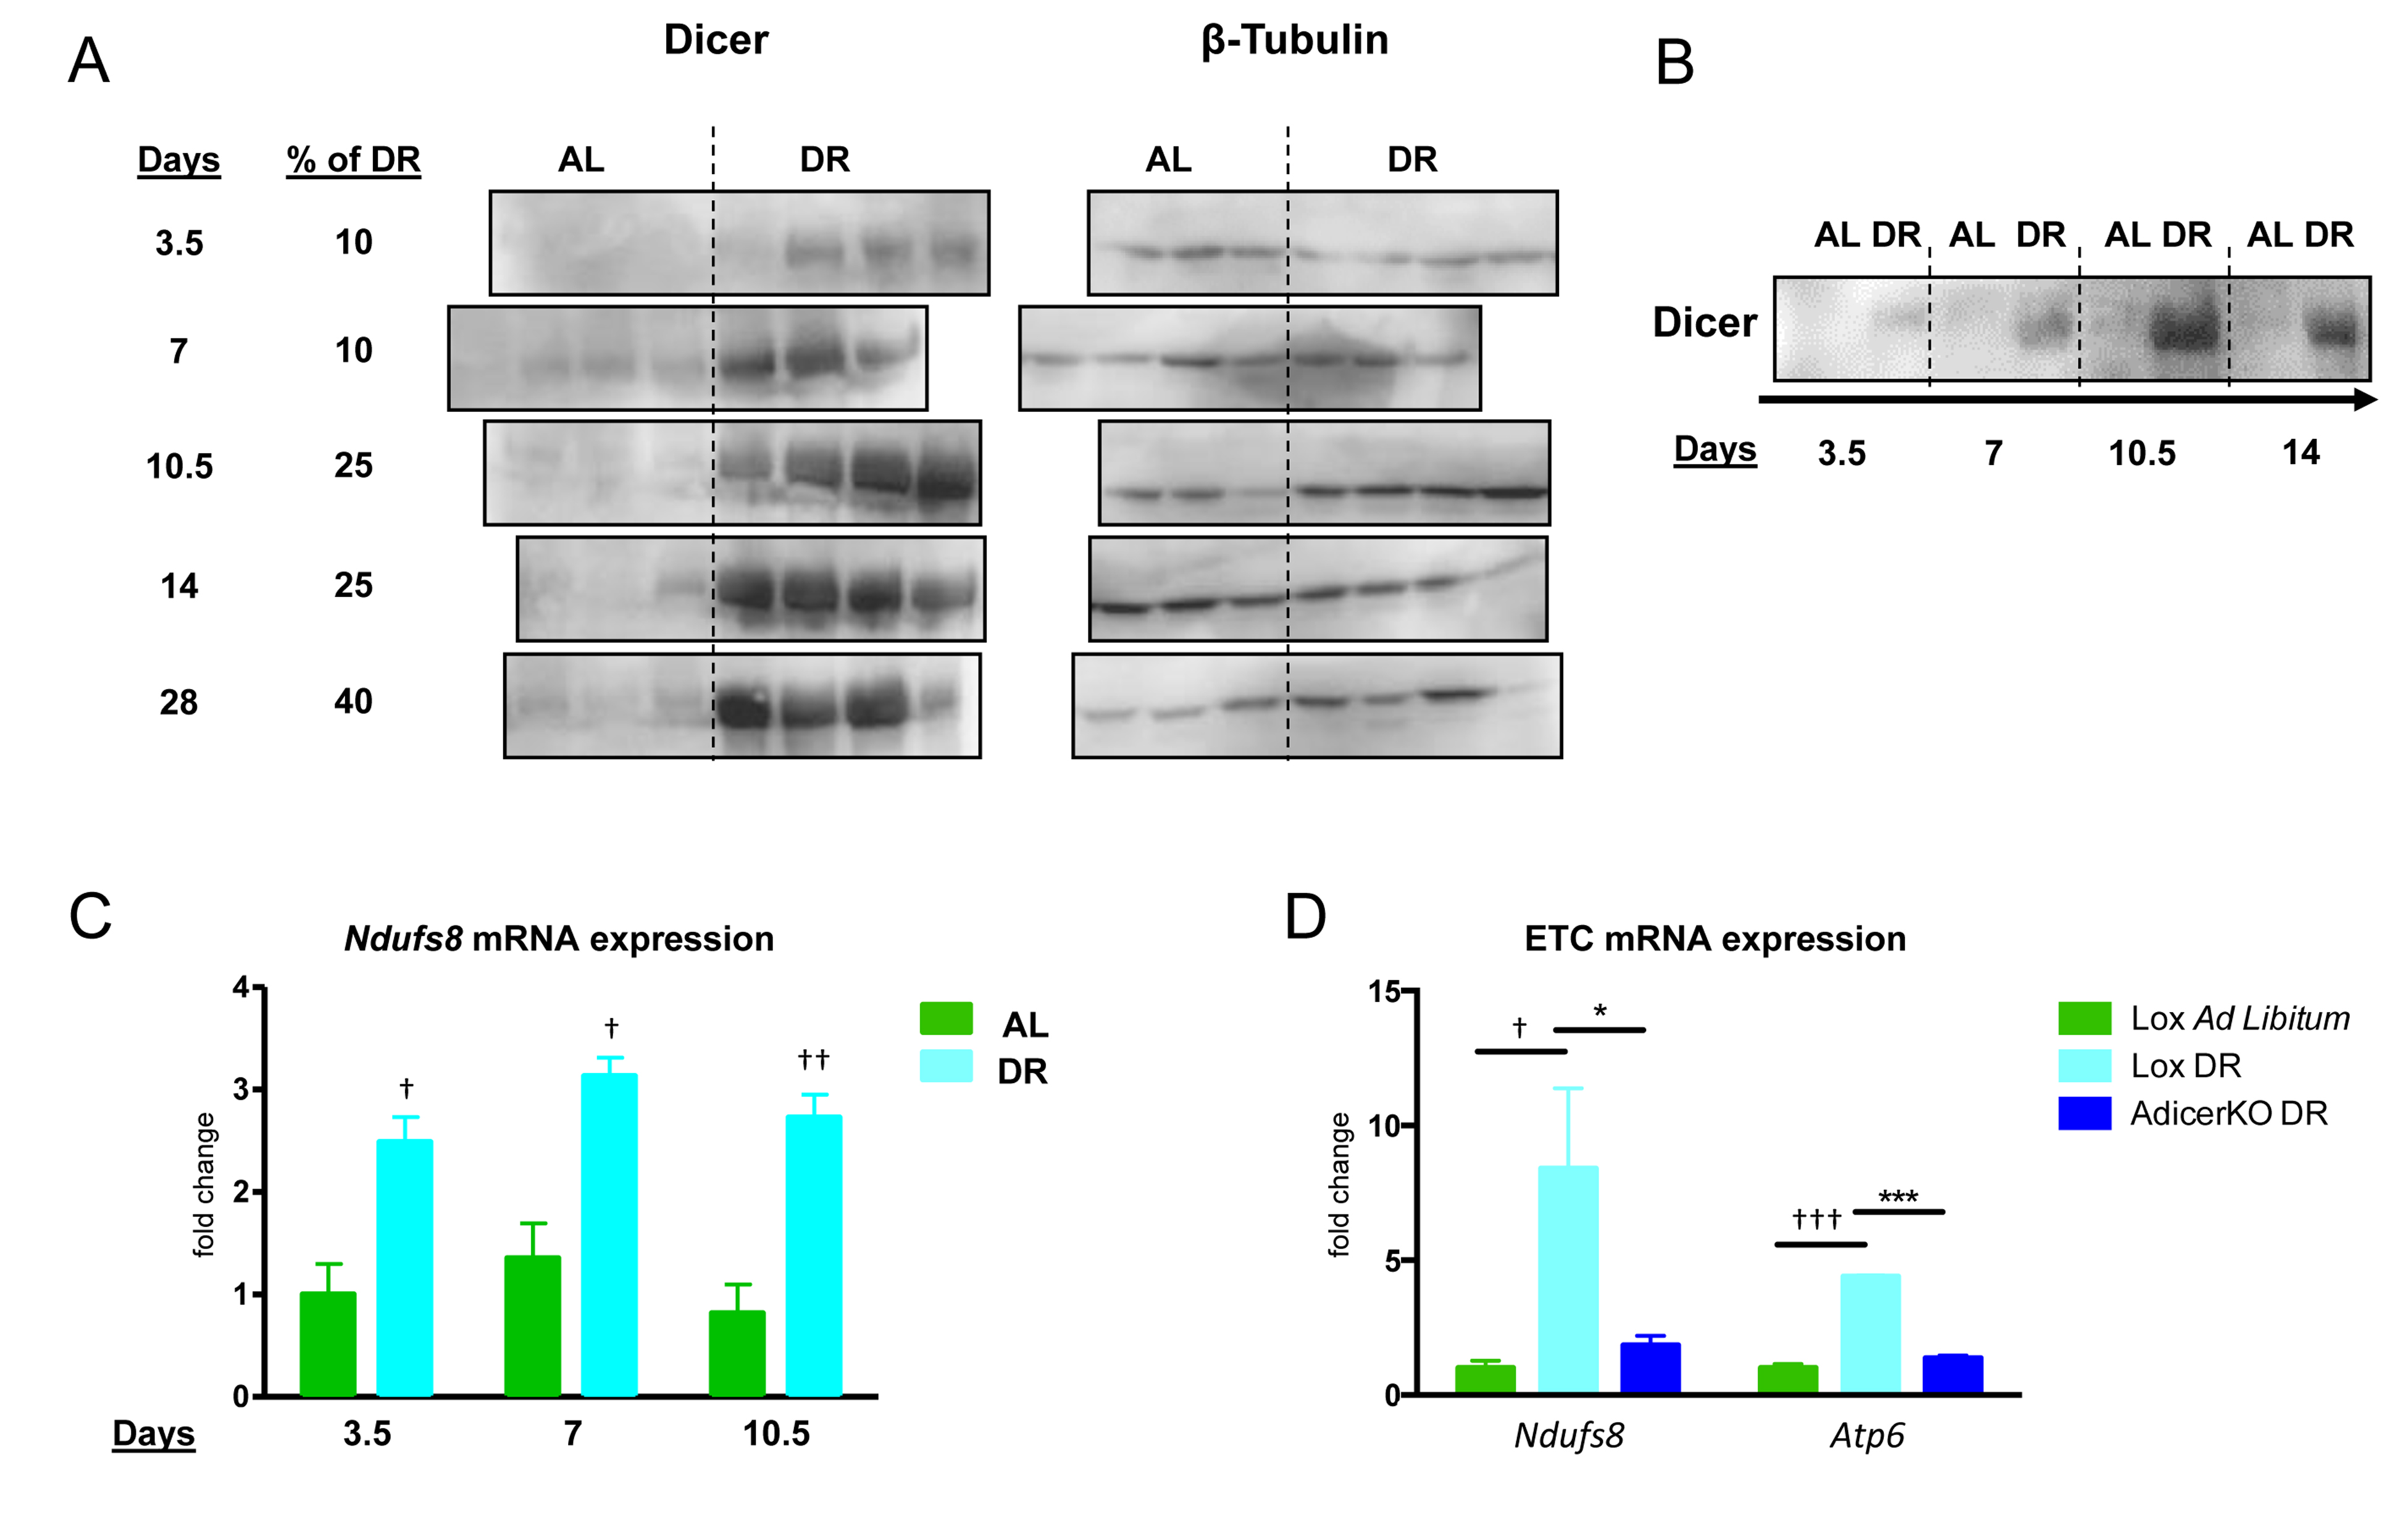 A
Dicer
β-Tubulin
Days
% of DR
AL
DR
AL
DR
3.5
10
7
10
10.5
25
14
25
28
40
B
AL DR AL DR AL DR AL DR
Dicer
Days 3.5 7 10.5 14
C
Ndufs8 mRNA expression
fold change
4
3
2
1
0
†
†
††
AL
DR
Days 3.5 7 10.5
D
ETC mRNA expression
fold change
15
10
5
0
†
*
†††
***
Lox Ad Libitum
Lox DR
AdicerKO DR
Ndufs8 Atp6